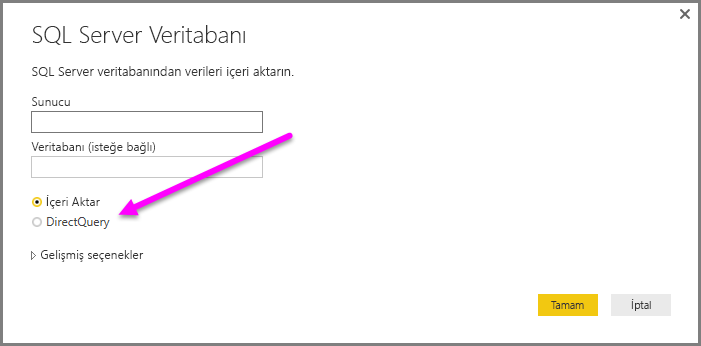 SQL Server Veritabanı
SQL Server veritabanından verileri içeri aktarın.
Sunucu
Veritabanı (isteğe bağlı)
İçeri Aktar
DirectQuery
Gelişmiş seçenekler
Tamam
İptal